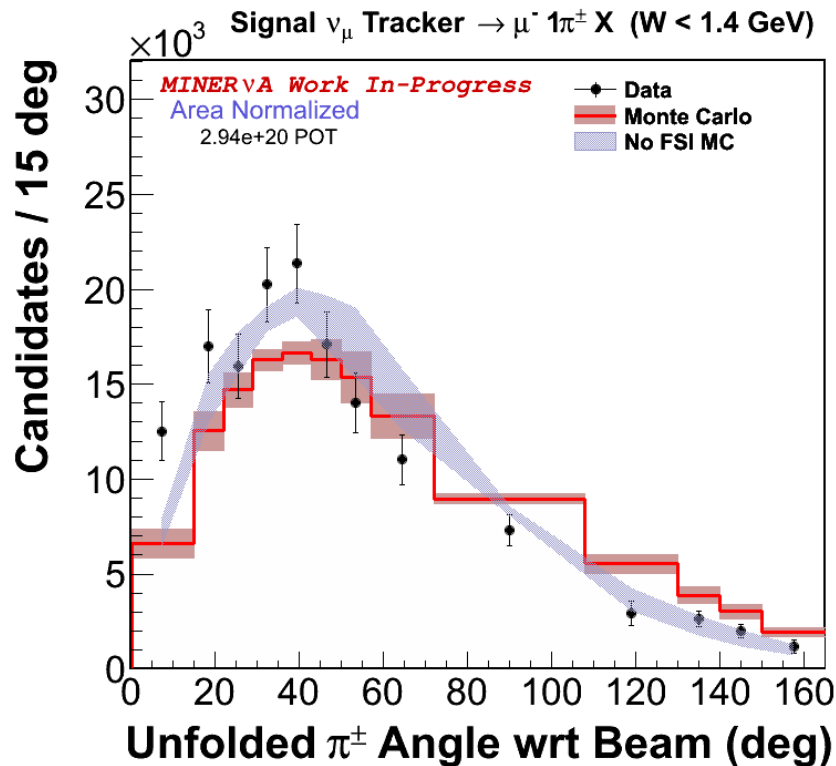 Signal ν_μ Tracker → μ⁻ 1π± X (W < 1.4 GeV)
×10³
MINERνA Work In-Progress
Area Normalized
2.94e+20 POT
Data
Monte Carlo
No FSI MC
Candidates / 15 deg
30
25
20
15
10
5
0
0 20 40 60 80 100 120 140 160
Unfolded π± Angle wrt Beam (deg)